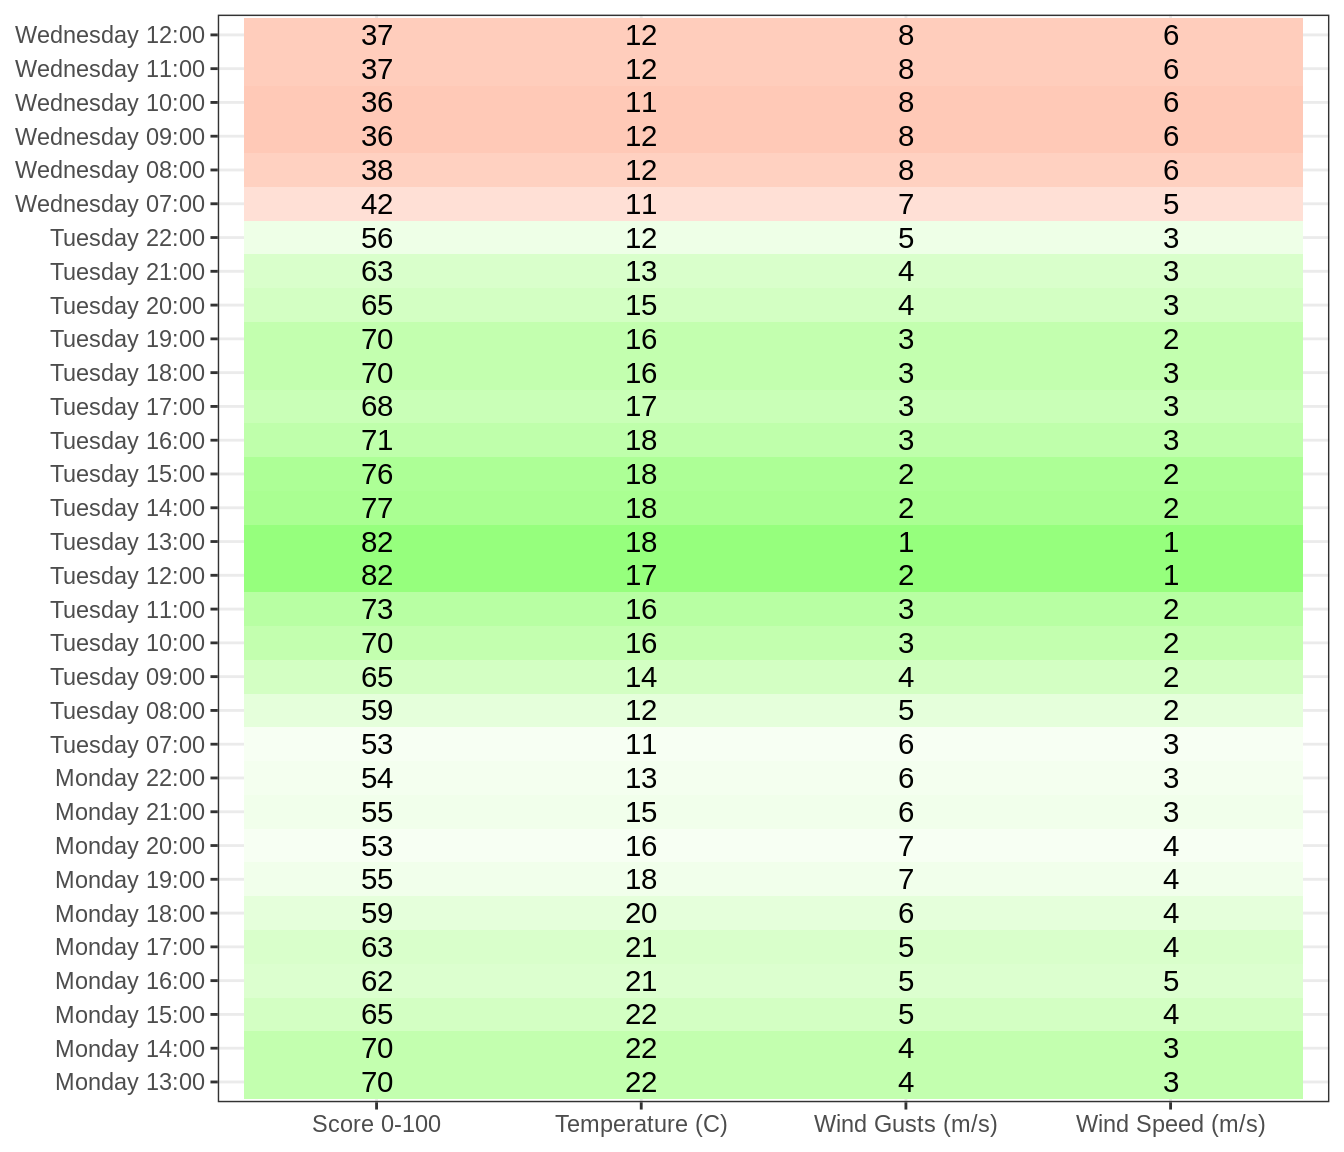 Wednesday 12:00 37 12 8 6
Wednesday 11:00 37 12 8 6
Wednesday 10:00 36 11 8 6
Wednesday 09:00 36 12 8 6
Wednesday 08:00 38 12 8 6
Wednesday 07:00 42 11 7 5
Tuesday 22:00 56 12 5 3
Tuesday 21:00 63 13 4 3
Tuesday 20:00 65 15 4 3
Tuesday 19:00 70 16 3 2
Tuesday 18:00 70 16 3 3
Tuesday 17:00 68 17 3 3
Tuesday 16:00 71 18 3 3
Tuesday 15:00 76 18 2 2
Tuesday 14:00 77 18 2 2
Tuesday 13:00 82 18 1 1
Tuesday 12:00 82 17 2 1
Tuesday 11:00 73 16 3 2
Tuesday 10:00 70 16 3 2
Tuesday 09:00 65 14 4 2
Tuesday 08:00 59 12 5 2
Tuesday 07:00 53 11 6 3
Monday 22:00 54 13 6 3
Monday 21:00 55 15 6 3
Monday 20:00 53 16 7 4
Monday 19:00 55 18 7 4
Monday 18:00 59 20 6 4
Monday 17:00 63 21 5 4
Monday 16:00 62 21 5 5
Monday 15:00 65 22 5 4
Monday 14:00 70 22 4 3
Monday 13:00 70 22 4 3
Score 0-100 Temperature (C) Wind Gusts (m/s) Wind Speed (m/s)